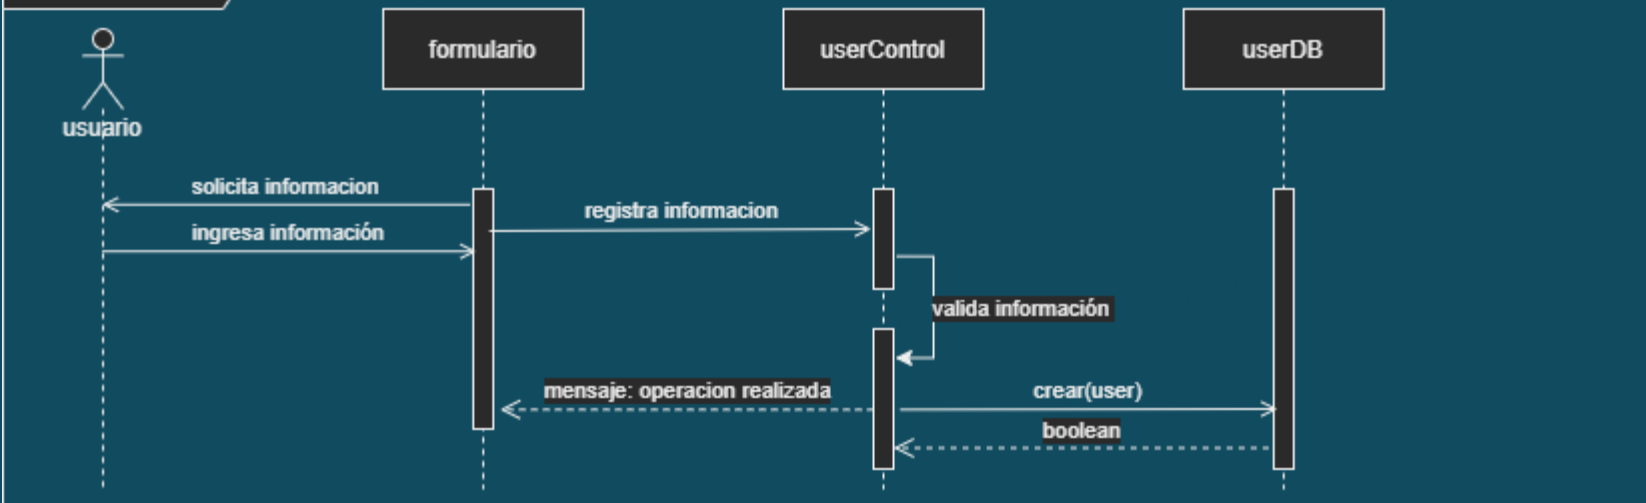 formulario
userControl
userDB
usuario
solicita informacion
registra informacion
ingresa información
valida información
mensaje: operacion realizada
crear(user)
boolean